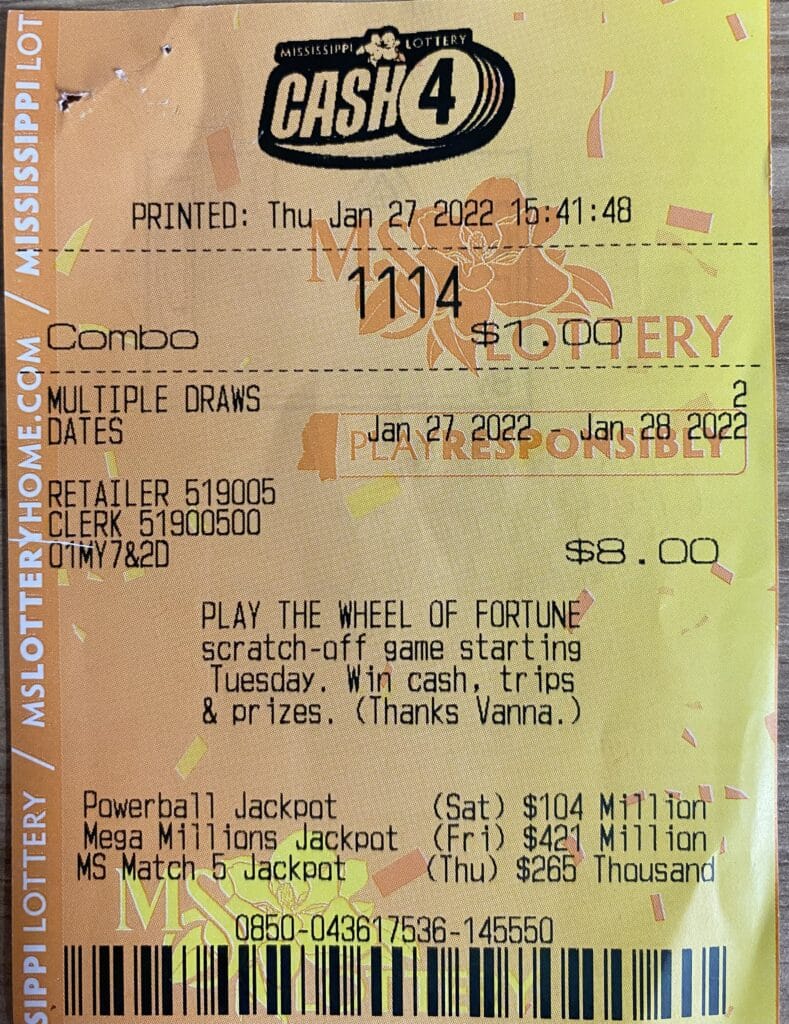 MISSISSIPPI LOTTERY
CASH 4
PRINTED: Thu Jan 27 2022 15:41:48
1114
Combo $1.00
MS LOTTERY
MULTIPLE DRAWS 2
DATES Jan 27 2022 - Jan 28 2022
PLAY RESPONSIBLY
RETAILER 519005
CLERK 51900500
01MY7&2D $8.00
PLAY THE WHEEL OF FORTUNE
scratch-off game starting
Tuesday. Win cash, trips
& prizes. (Thanks Vanna.)
Powerball Jackpot (Sat) $104 Million
Mega Millions Jackpot (Fri) $421 Million
MS Match 5 Jackpot (Thu) $265 Thousand
MS LOTTERY
0850-043617536-145550
SIPPI LOTTERY / MSLOTTERYHOME.COM / MISSISSIPPI LOT